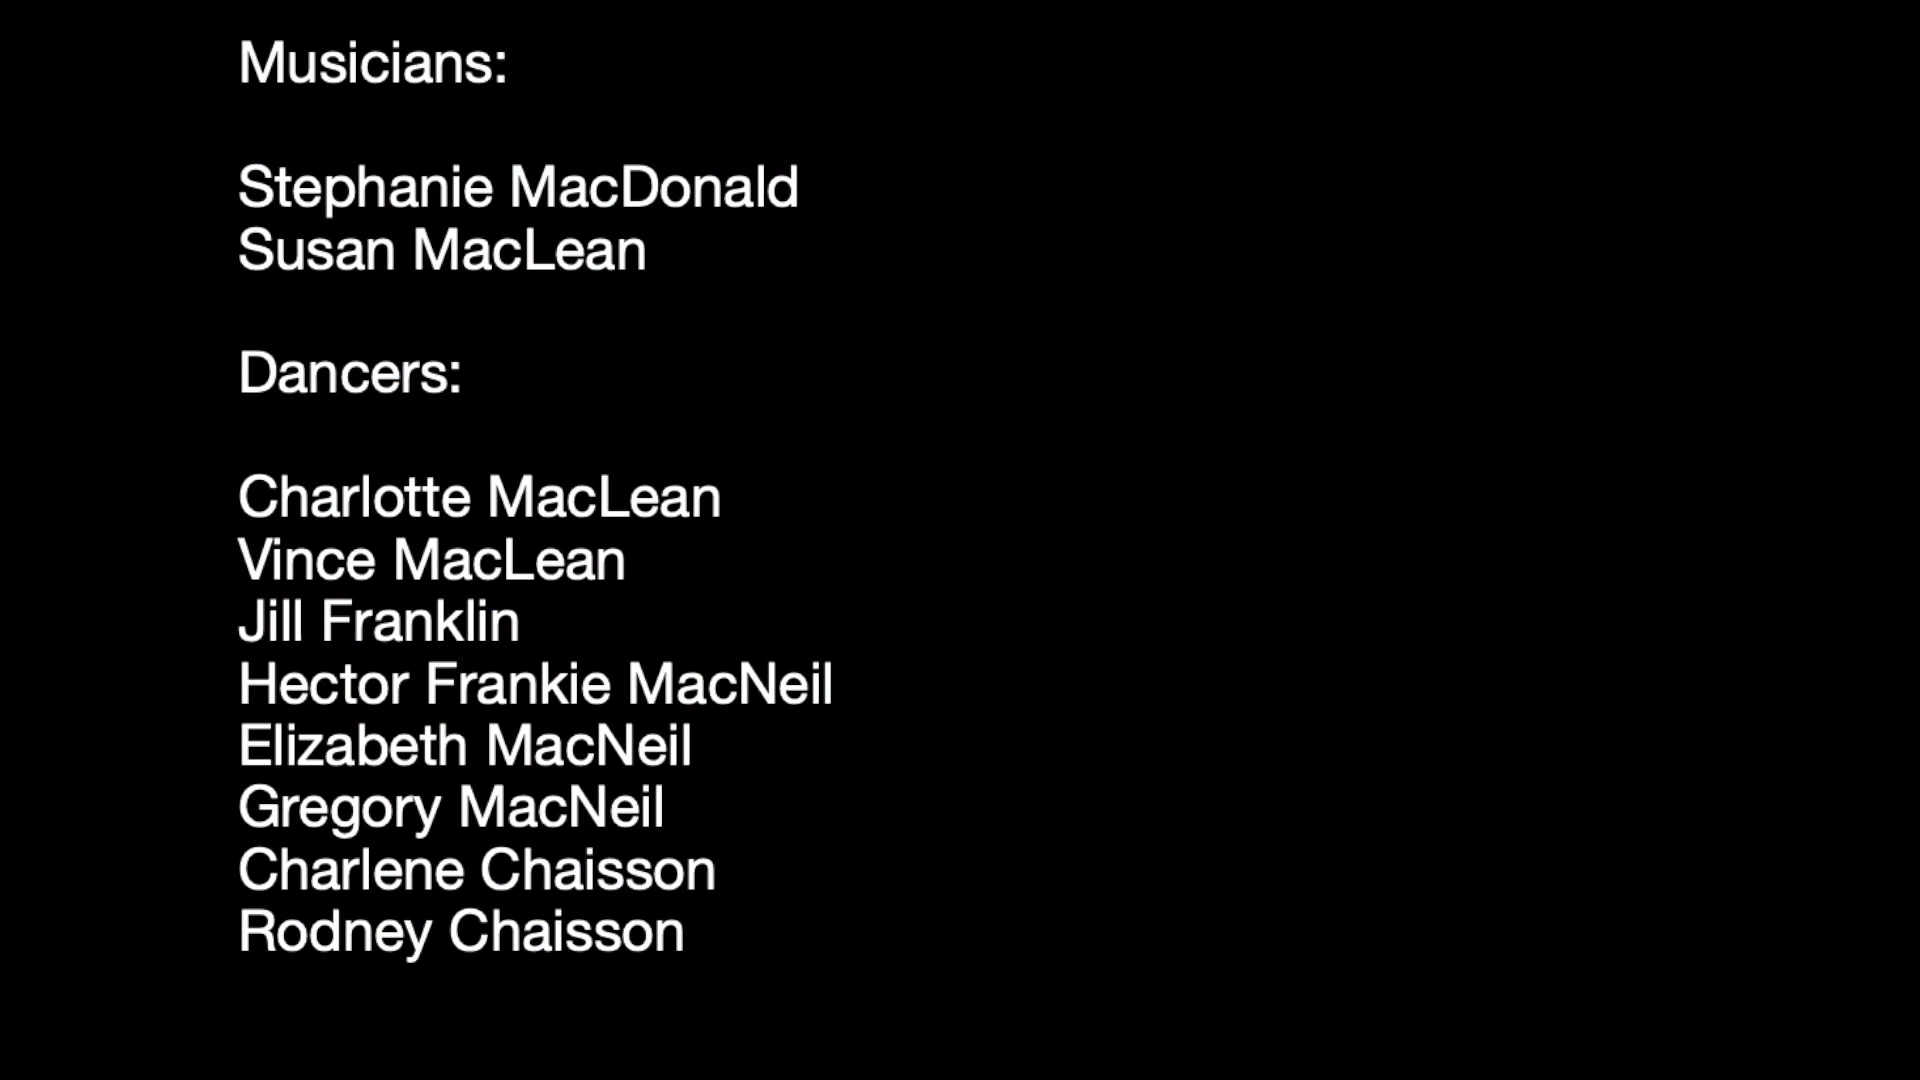 Musicians:
Stephanie MacDonald
Susan MacLean
Dancers:
Charlotte MacLean
Vince MacLean
Jill Franklin
Hector Frankie MacNeil
Elizabeth MacNeil
Gregory MacNeil
Charlene Chaisson
Rodney Chaisson